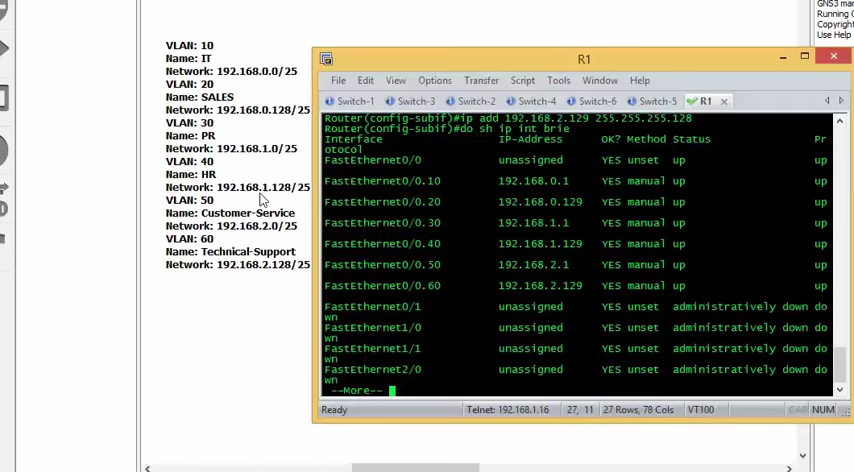 GNS3 mar
Running G
Copyright
Use Help
VLAN: 10
Name: IT
Network: 192.168.0.0/25
VLAN: 20
Name: SALES
Network: 192.168.0.128/25
VLAN: 30
Name: PR
Network: 192.168.1.0/25
VLAN: 40
Name: HR
Network: 192.168.1.128/25
VLAN: 50
Name: Customer-Service
Network: 192.168.2.0/25
VLAN: 60
Name: Technical-Support
Network: 192.168.2.128/25
R1
File Edit View Options Transfer Script Tools Window Help
Switch-1 Switch-3 Switch-2 Switch-4 Switch-6 Switch-5 R1
Router(config-subif)#ip add 192.168.2.129 255.255.255.128
Router(config-subif)#do sh ip int brie
Interface IP-Address OK? Method Status Pr
otocol
FastEthernet0/0 unassigned YES unset up up
FastEthernet0/0.10 192.168.0.1 YES manual up up
FastEthernet0/0.20 192.168.0.129 YES manual up up
FastEthernet0/0.30 192.168.1.1 YES manual up up
FastEthernet0/0.40 192.168.1.129 YES manual up up
FastEthernet0/0.50 192.168.2.1 YES manual up up
FastEthernet0/0.60 192.168.2.129 YES manual up up
FastEthernet0/1 unassigned YES unset administratively down do
wn
FastEthernet1/0 unassigned YES unset administratively down do
wn
FastEthernet1/1 unassigned YES unset administratively down do
wn
FastEthernet2/0 unassigned YES unset administratively down do
wn
--More--
Ready Telnet: 192.168.1.16 27, 11 27 Rows, 78 Cols VT100 CAP NUM